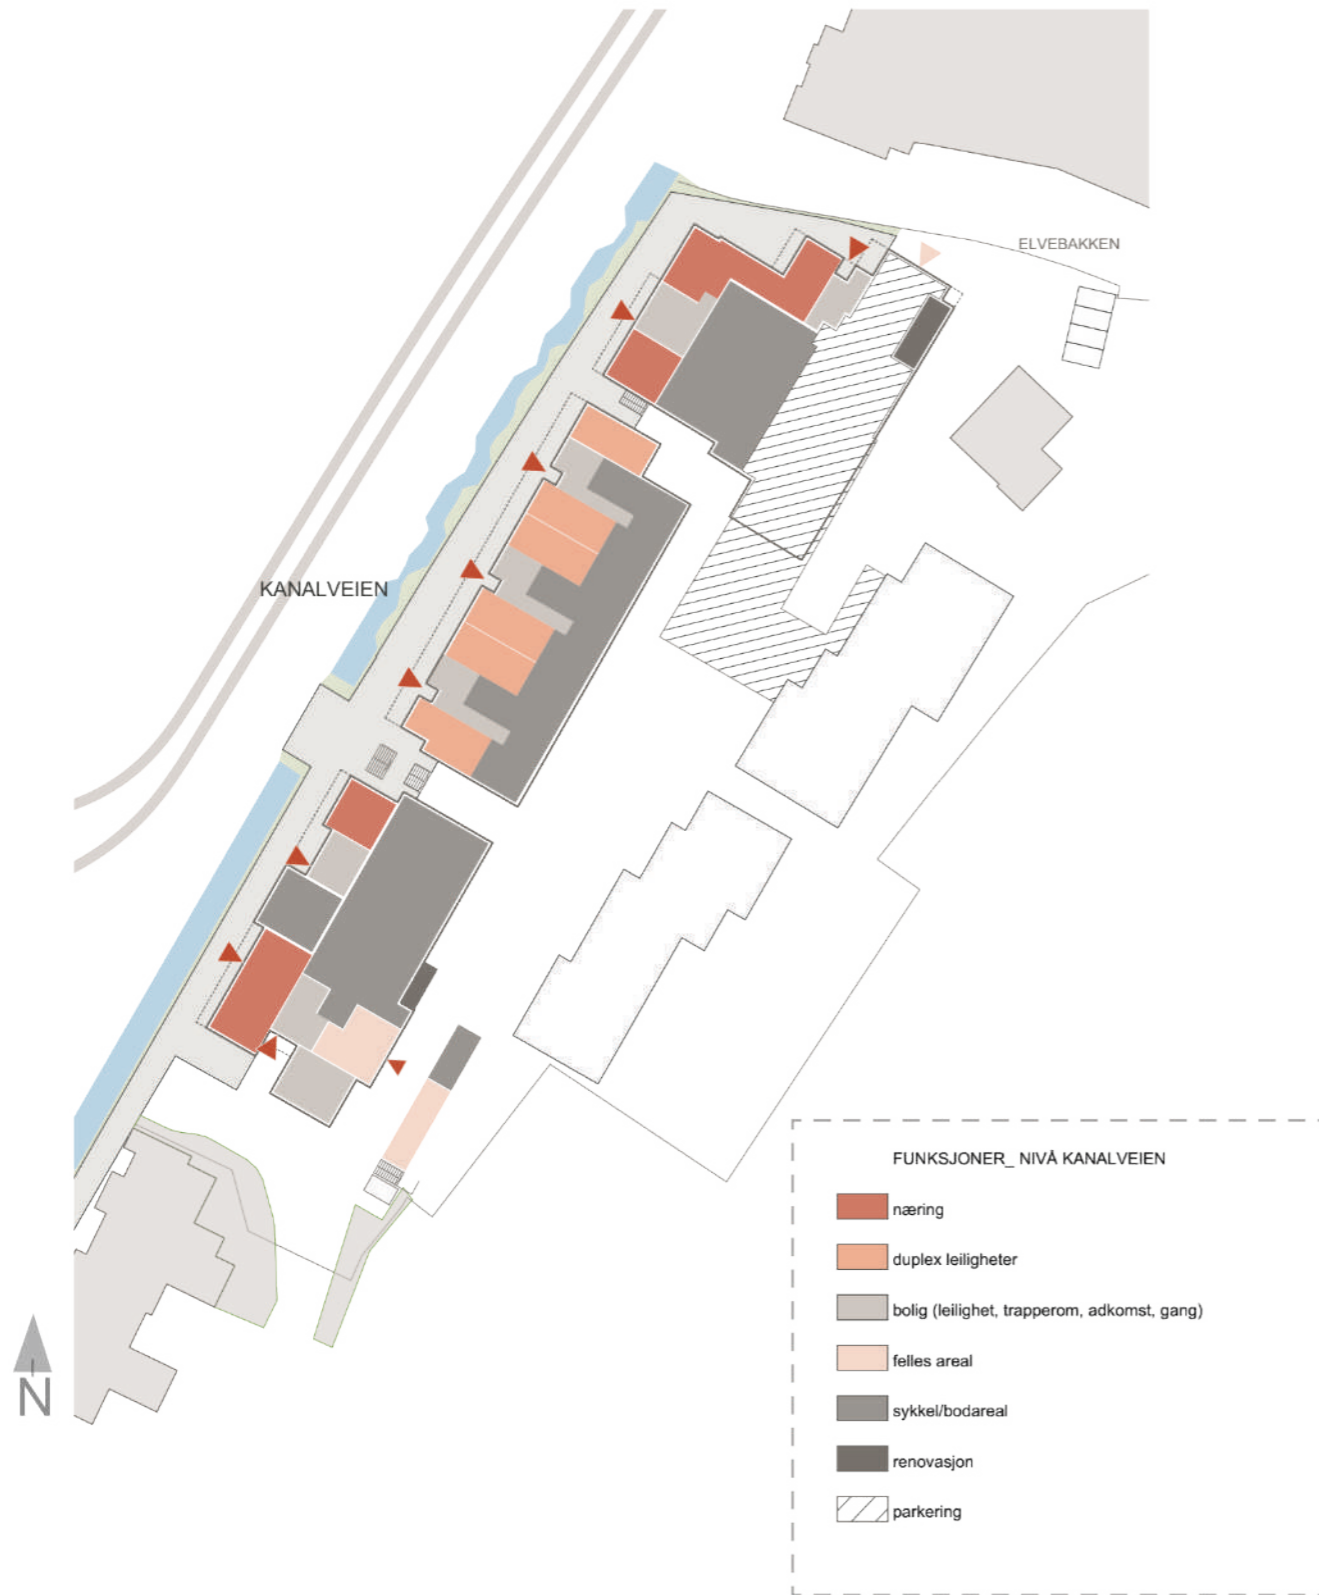 ELVEBAKKEN
KANALVEIEN
FUNKSJONER_ NIVÅ KANALVEIEN
næring
duplex leiligheter
bolig (leilighet, trapperom, adkomst, gang)
felles areal
sykkel/bodareal
renovasjon
parkering
N